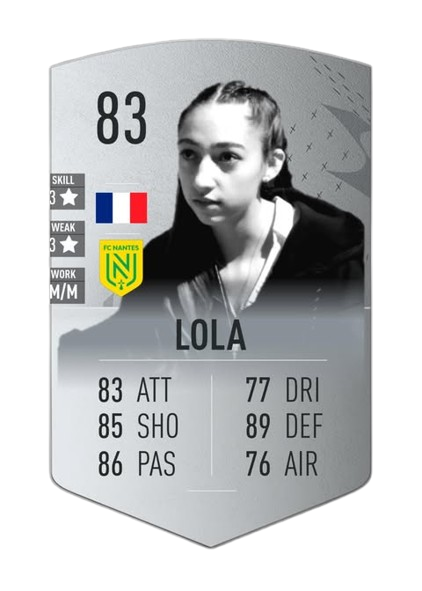 83
SKILL
3 ★
WEAK
3 ★
WORK
M/M
FC NANTES
N
LOLA
83 ATT
85 SHO
86 PAS
77 DRI
89 DEF
76 AIR